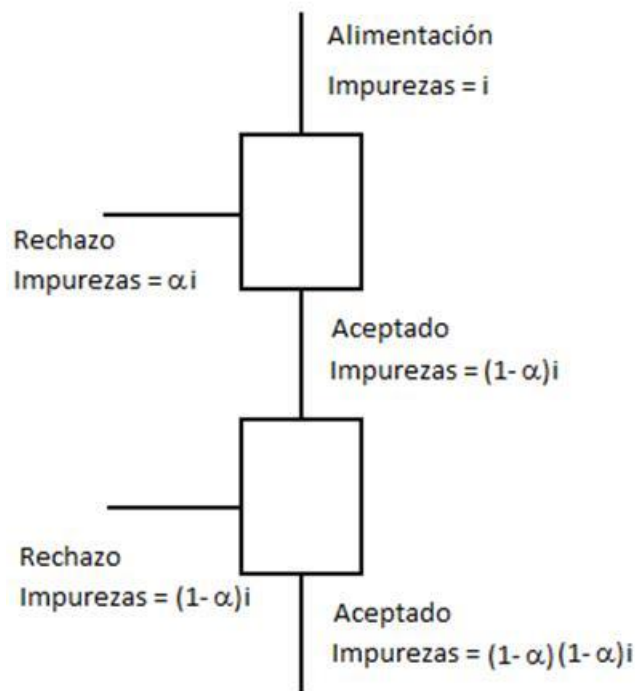 Alimentación
Impurezas = i
Rechazo
Impurezas = αi
Aceptado
Impurezas = (1- α)i
Rechazo
Impurezas = (1- α)i
Aceptado
Impurezas = (1- α)(1- α)i